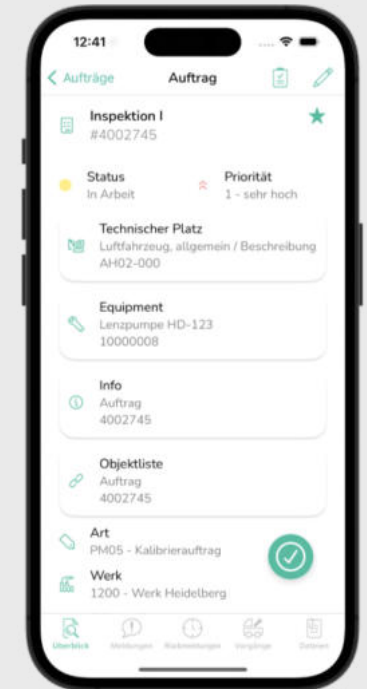 12:41
Aufträge
Auftrag
Inspektion I
#4002745
Status
In Arbeit
Priorität
1 - sehr hoch
Technischer Platz
Luftfahrzeug, allgemein / Beschreibung
AH02-000
Equipment
Lenzpumpe HD-123
10000008
Info
Auftrag
4002745
Objektliste
Auftrag
4002745
Art
PM05 - Kalibrierauftrag
Werk
1200 - Werk Heidelberg
Überblick
Meldungen
Rückmeldungen
Vorgänge
Dateien